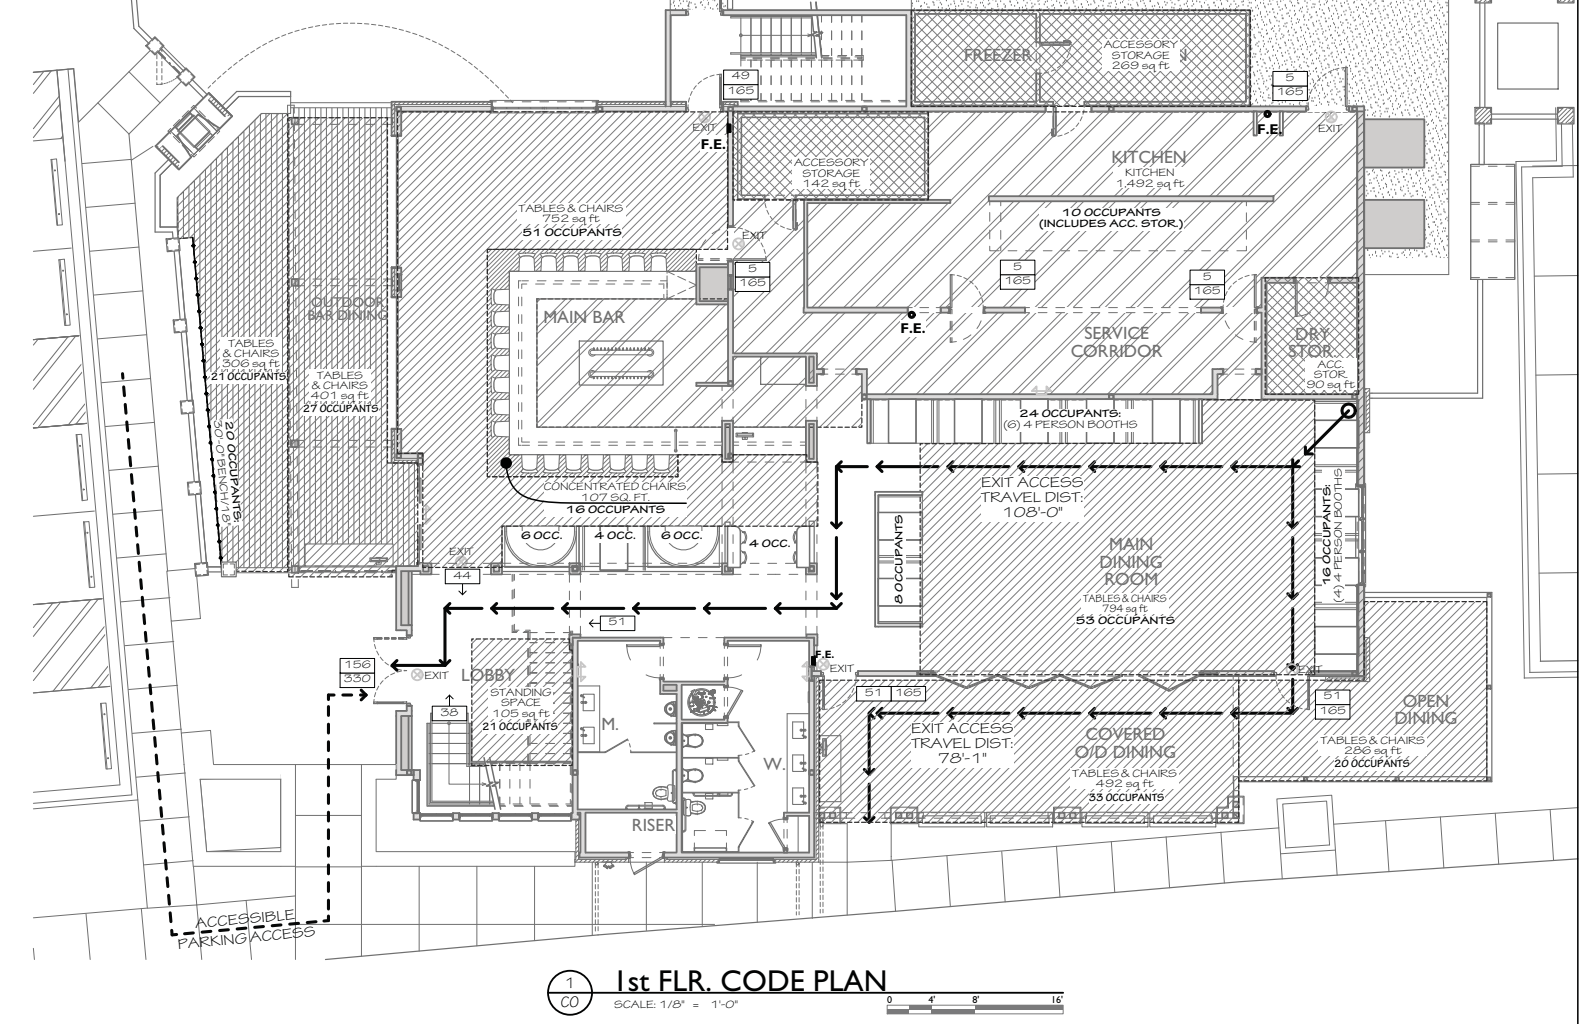 FREEZER
ACCESSORY
STORAGE
269 sq ft
49
165
5
165
EXIT
F.E.
F.E.
EXIT
ACCESSORY
STORAGE
142 sq ft
KITCHEN
KITCHEN
1,492 sq ft
10 OCCUPANTS
(INCLUDES ACC. STOR.)
TABLES & CHAIRS
752 sq ft
51 OCCUPANTS
EXIT
5
165
5
165
5
165
F.E.
OUTDOOR
BAR DINING
MAIN BAR
SERVICE
CORRIDOR
DRY
STOR.
ACC.
STOR.
90 sq ft
TABLES
& CHAIRS
306 sq ft
21 OCCUPANTS
TABLES
& CHAIRS
401 sq ft
27 OCCUPANTS
20 OCCUPANTS:
30'-0" BENCH/18"
24 OCCUPANTS:
(6) 4 PERSON BOOTHS
CONCENTRATED CHAIRS
107 SQ. FT.
16 OCCUPANTS
EXIT ACCESS
TRAVEL DIST:
108'-0"
16 OCCUPANTS:
(4) 4 PERSON BOOTHS
8 OCCUPANTS
6 OCC.
4 OCC.
6 OCC.
4 OCC.
EXIT
44
51
MAIN
DINING
ROOM
TABLES & CHAIRS
794 sq ft
53 OCCUPANTS
156
330
EXIT
LOBBY
STANDING
SPACE
105 sq ft
21 OCCUPANTS
38
F.E.
EXIT
EXIT
51 165
51
165
M.
W.
RISER
EXIT ACCESS
TRAVEL DIST:
78'-1"
COVERED
O/D DINING
TABLES & CHAIRS
492 sq ft
33 OCCUPANTS
OPEN
DINING
TABLES & CHAIRS
286 sq ft
20 OCCUPANTS
ACCESSIBLE
PARKING ACCESS
1
CO
1st FLR. CODE PLAN
SCALE: 1/8" = 1'-0"
0 4' 8' 16'